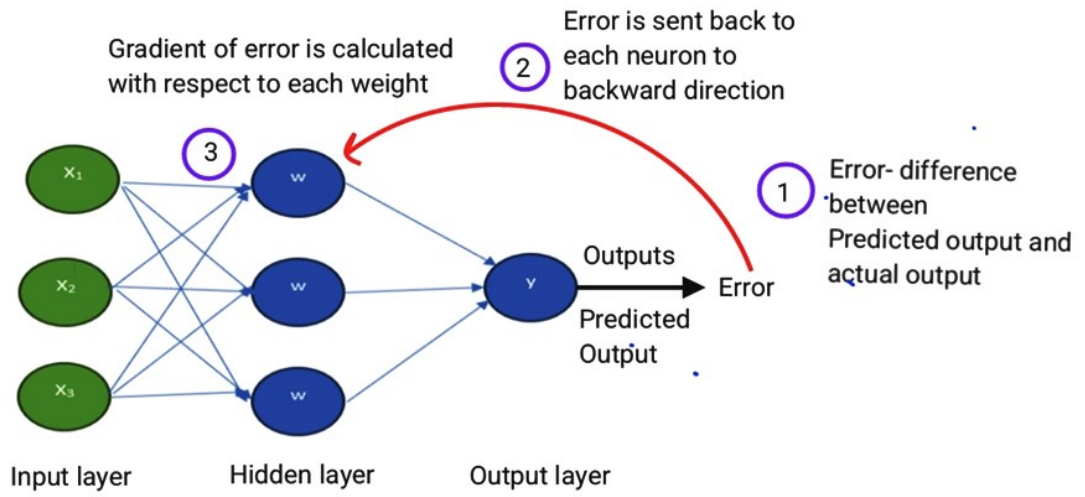 Gradient of error is calculated
with respect to each weight
2
Error is sent back to
each neuron to
backward direction
3
1
Error- difference
between
Predicted output and
actual output
X₁
X₂
X₃
w
w
w
y
Outputs
Predicted
Output
Error
Input layer
Hidden layer
Output layer